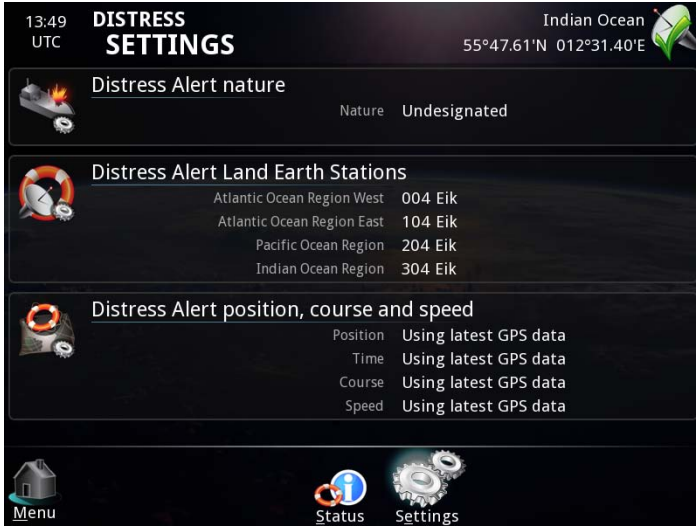 13:49
UTC
DISTRESS
SETTINGS
Indian Ocean
55°47.61'N 012°31.40'E
Distress Alert nature
Nature Undesignated
Distress Alert Land Earth Stations
Atlantic Ocean Region West 004 Eik
Atlantic Ocean Region East 104 Eik
Pacific Ocean Region 204 Eik
Indian Ocean Region 304 Eik
Distress Alert position, course and speed
Position Using latest GPS data
Time Using latest GPS data
Course Using latest GPS data
Speed Using latest GPS data
Menu
Status
Settings